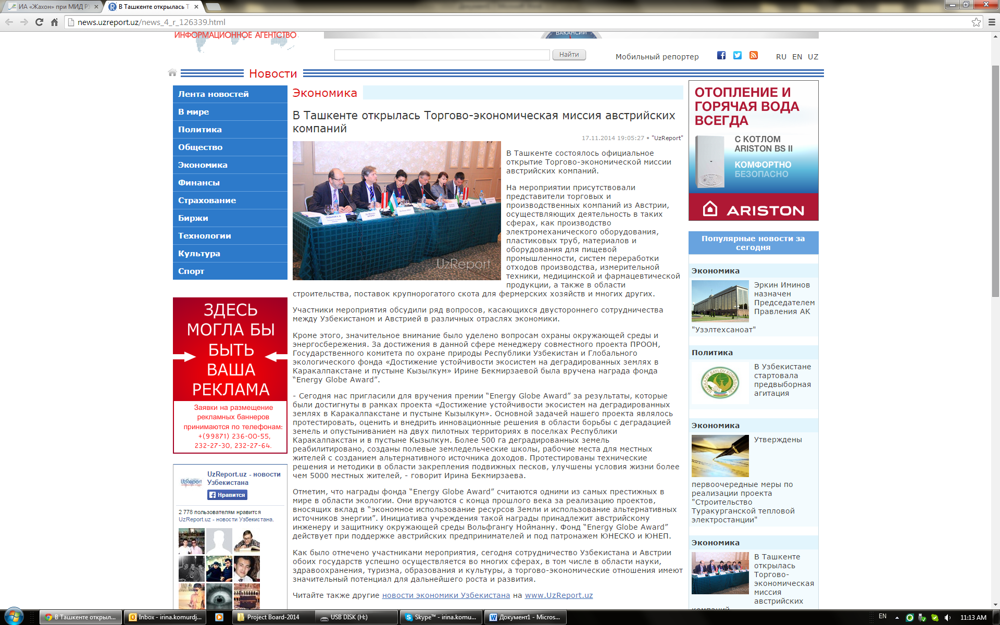 ИА «Жахон» при МИД РУ
В Ташкенте открылась Т
news.uzreport.uz/news_4_r_126339.html
ИНФОРМАЦИОННОЕ АГЕНТСТВО
ВАКАНСИИ
Найти
Мобильный репортер
RU EN UZ
Новости
Лента новостей
В мире
Политика
Общество
Экономика
Финансы
Страхование
Биржи
Технологии
Культура
Спорт
ЗДЕСЬ
МОГЛА БЫ
БЫТЬ
ВАША
РЕКЛАМА
Заявки на размещение
рекламных баннеров
принимаются по телефонам:
+(99871) 236-00-55,
232-27-30, 232-27-64.
UzReport
UzReport.uz - новости
Узбекистана
Нравится
2 778 пользователям нравится
UzReport.uz - новости Узбекистана.
Экономика
В Ташкенте открылась Торгово-экономическая миссия австрийских
компаний
17.11.2014 19:05:27 • "UzReport"
UzReport
В Ташкенте состоялось официальное
открытие Торгово-экономической миссии
австрийских компаний.
На мероприятии присутствовали
представители торговых и
производственных компаний из Австрии,
осуществляющих деятельность в таких
сферах, как производство
электромеханического оборудования,
пластиковых труб, материалов и
оборудования для пищевой
промышленности, систем переработки
отходов производства, измерительной
техники, медицинской и фармацевтической
продукции, а также в области
строительства, поставок крупнорогатого скота для фермерских хозяйств и многих других.
Участники мероприятия обсудили ряд вопросов, касающихся двустороннего сотрудничества
между Узбекистаном и Австрией в различных отраслях экономики.
Кроме этого, значительное внимание было уделено вопросам охраны окружающей среды и
энергосбережения. За достижения в данной сфере менеджеру совместного проекта ПРООН,
Государственного комитета по охране природы Республики Узбекистан и Глобального
экологического фонда «Достижение устойчивости экосистем на деградированных землях в
Каракалпакстане и пустыне Кызылкум» Ирине Бекмирзаевой была вручена награда фонда
“Energy Globe Award”.
- Сегодня нас пригласили для вручения премии “Energy Globe Award” за результаты, которые
были достигнуты в рамках проекта «Достижение устойчивости экосистем на деградированных
землях в Каракалпакстане и пустыне Кызылкум». Основной задачей нашего проекта являлось
протестировать, оценить и внедрить инновационные решения в области борьбы с деградацией
земель и опустыниванием на двух пилотных территориях в поселках Республики
Каракалпакстан и в пустыне Кызылкум. Более 500 га деградированных земель
реабилитировано, созданы полевые земледельческие школы, рабочие места для местных
жителей с созданием альтернативного источника доходов. Протестированы технические
решения и методики в области закрепления подвижных песков, улучшены условия жизни более
чем 5000 местных жителей, - говорит Ирина Бекмирзаева.
Отметим, что награды фонда “Energy Globe Award” считаются одними из самых престижных в
мире в области экологии. Они вручаются с конца прошлого века за реализацию проектов,
вносящих вклад в “экономное использование ресурсов Земли и использование альтернативных
источников энергии”. Инициатива учреждения такой награды принадлежит австрийскому
инженеру и защитнику окружающей среды Вольфгангу Нойманну. Фонд “Energy Globe Award”
действует при поддержке австрийских предпринимателей и под патронажем ЮНЕСКО и ЮНЕП.
Как было отмечено участниками мероприятия, сегодня сотрудничество Узбекистана и Австрии
обоих государств успешно осуществляется во многих сферах, в том числе в области науки,
здравоохранения, туризма, образования и культуры, а торгово-экономические отношения имеют
значительный потенциал для дальнейшего роста и развития.
Читайте также другие новости экономики Узбекистана на www.UzReport.uz
ОТОПЛЕНИЕ И
ГОРЯЧАЯ ВОДА
ВСЕГДА
С КОТЛОМ
ARISTON BS II
КОМФОРТНО
БЕЗОПАСНО
ARISTON
Популярные новости за
сегодня
Экономика
Эркин Иминов
назначен
Председателем
Правления АК
"Узэлтехсаноат"
Политика
В Узбекистане
стартовала
предвыборная
агитация
Экономика
Утверждены
первоочередные меры по
реализации проекта
"Строительство
Туракурганской тепловой
электростанции"
Экономика
В Ташкенте
открылась
Торгово-
экономическая
миссия
австрийских
компаний
В Ташкенте открыл...
Inbox - irina.komurdj...
Project Board-2014
USB DISK (H:)
Skype™ - irina.komu...
Документ1 - Micros...
EN
11:13 AM